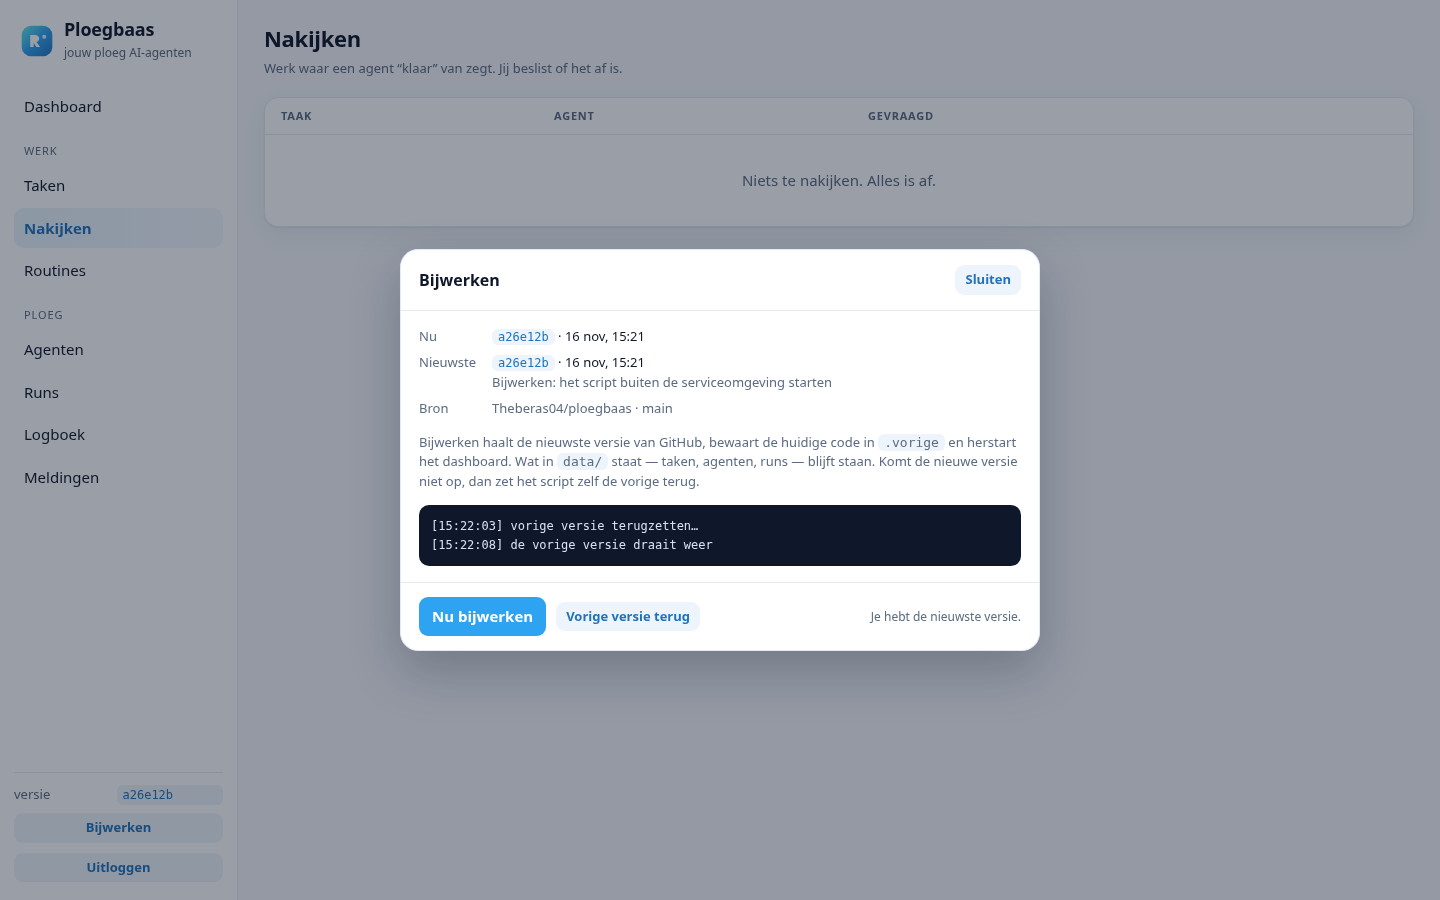 Ploegbaas
jouw ploeg AI-agenten
Dashboard
WERK
Taken
Nakijken
Routines
PLOEG
Agenten
Runs
Logboek
Meldingen
versie a26e12b
Bijwerken
Uitloggen
Nakijken
Werk waar een agent “klaar” van zegt. Jij beslist of het af is.
TAAK AGENT GEVRAAGD
Niets te nakijken. Alles is af.
Bijwerken Sluiten
Nu a26e12b · 16 nov, 15:21
Nieuwste a26e12b · 16 nov, 15:21
Bijwerken: het script buiten de serviceomgeving starten
Bron Theberas04/ploegbaas · main
Bijwerken haalt de nieuwste versie van GitHub, bewaart de huidige code in .vorige en herstart
het dashboard. Wat in data/ staat — taken, agenten, runs — blijft staan. Komt de nieuwe versie
niet op, dan zet het script zelf de vorige terug.
[15:22:03] vorige versie terugzetten…
[15:22:08] de vorige versie draait weer
Nu bijwerken Vorige versie terug Je hebt de nieuwste versie.